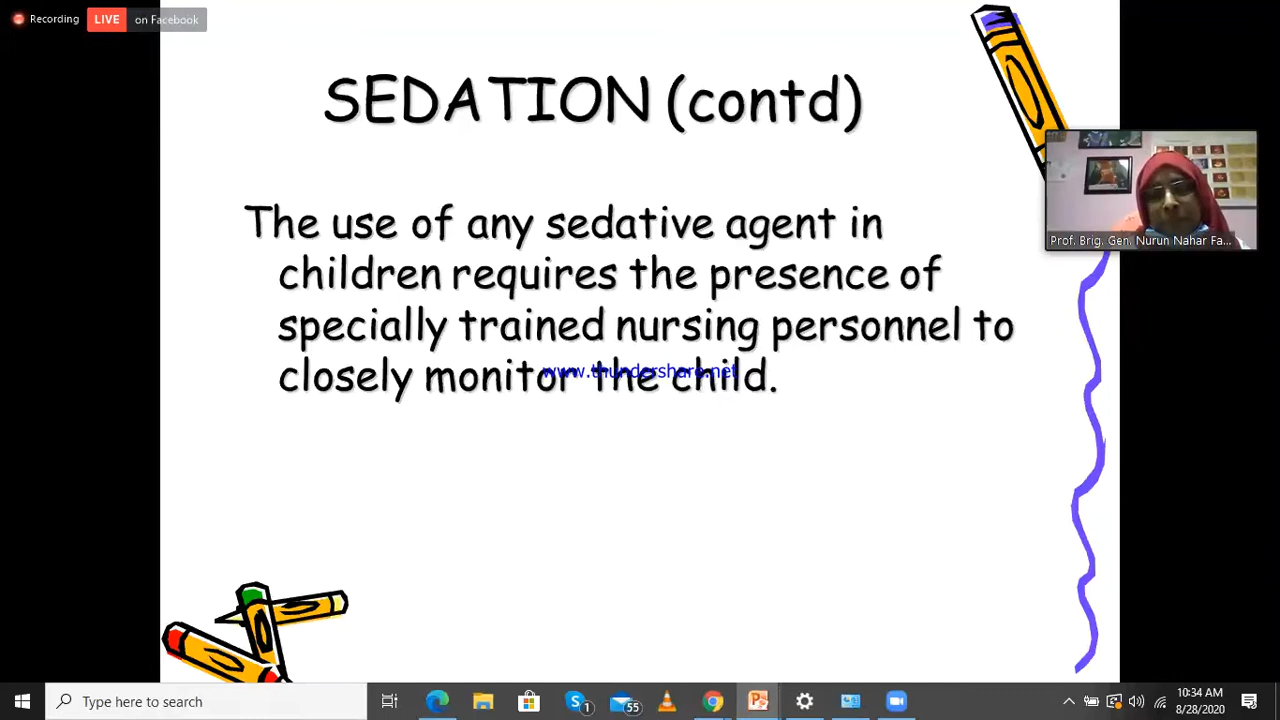 Recording LIVE on Facebook
SEDATION (contd)
The use of any sedative agent in
children requires the presence of
specially trained nursing personnel to
closely monitor the child.
www.thundershare.net
Prof. Brig. Gen. Nurun Nahar Fa...
Type here to search
1
55
10:34 AM
8/28/2020